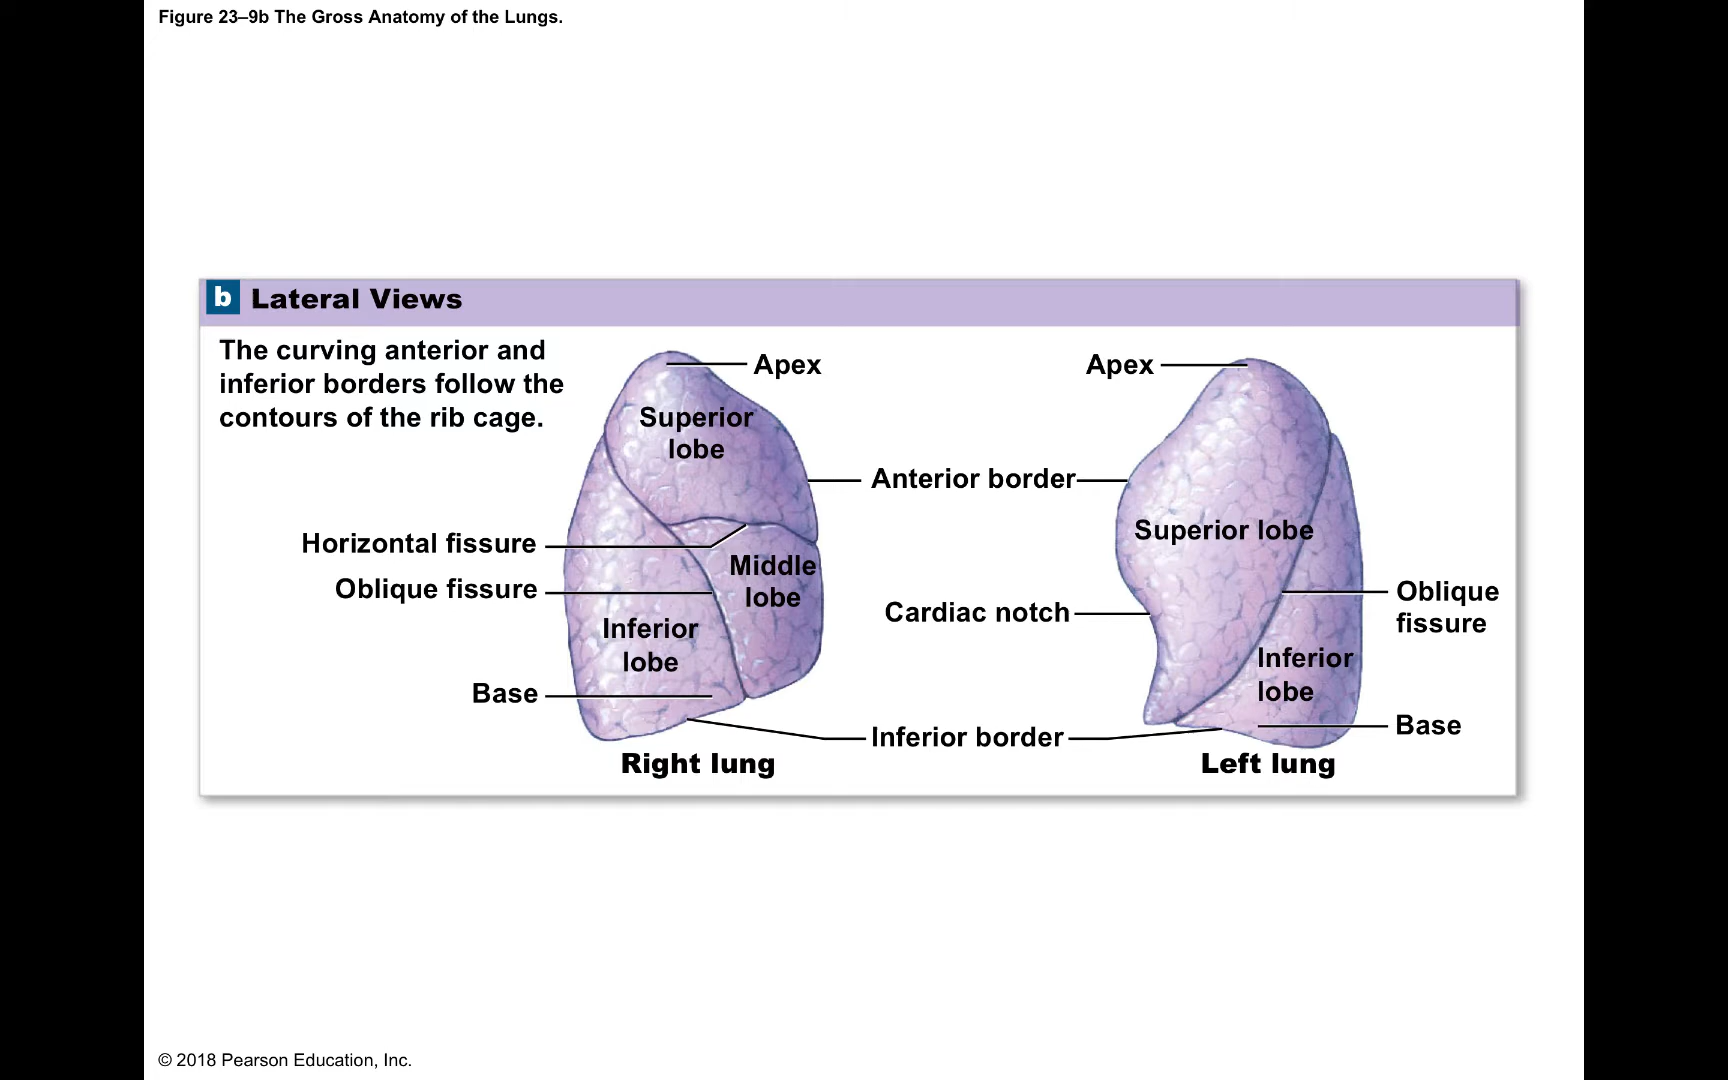 Figure 23–9b The Gross Anatomy of the Lungs.
b Lateral Views
The curving anterior and
inferior borders follow the
contours of the rib cage.
Apex
Superior
lobe
Horizontal fissure
Oblique fissure
Middle
lobe
Inferior
lobe
Base
Right lung
Anterior border
Cardiac notch
Inferior border
Apex
Superior lobe
Oblique
fissure
Inferior
lobe
Base
Left lung
© 2018 Pearson Education, Inc.